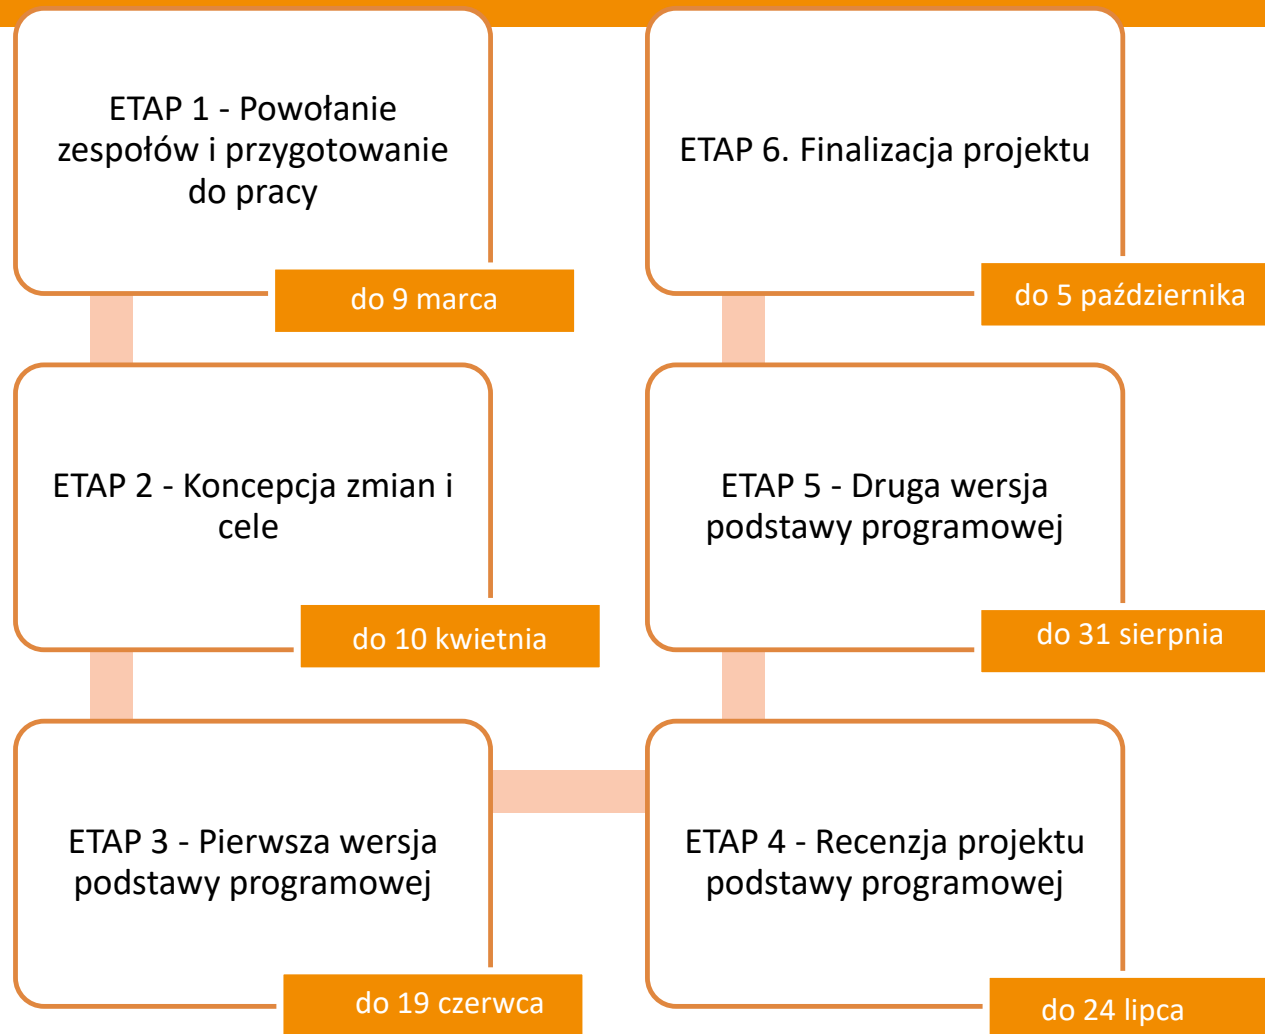 ETAP 1 - Powołanie
zespołów i przygotowanie
do pracy
do 9 marca
ETAP 2 - Koncepcja zmian i
cele
do 10 kwietnia
ETAP 3 - Pierwsza wersja
podstawy programowej
do 19 czerwca
ETAP 4 - Recenzja projektu
podstawy programowej
do 24 lipca
ETAP 5 - Druga wersja
podstawy programowej
do 31 sierpnia
ETAP 6. Finalizacja projektu
do 5 października